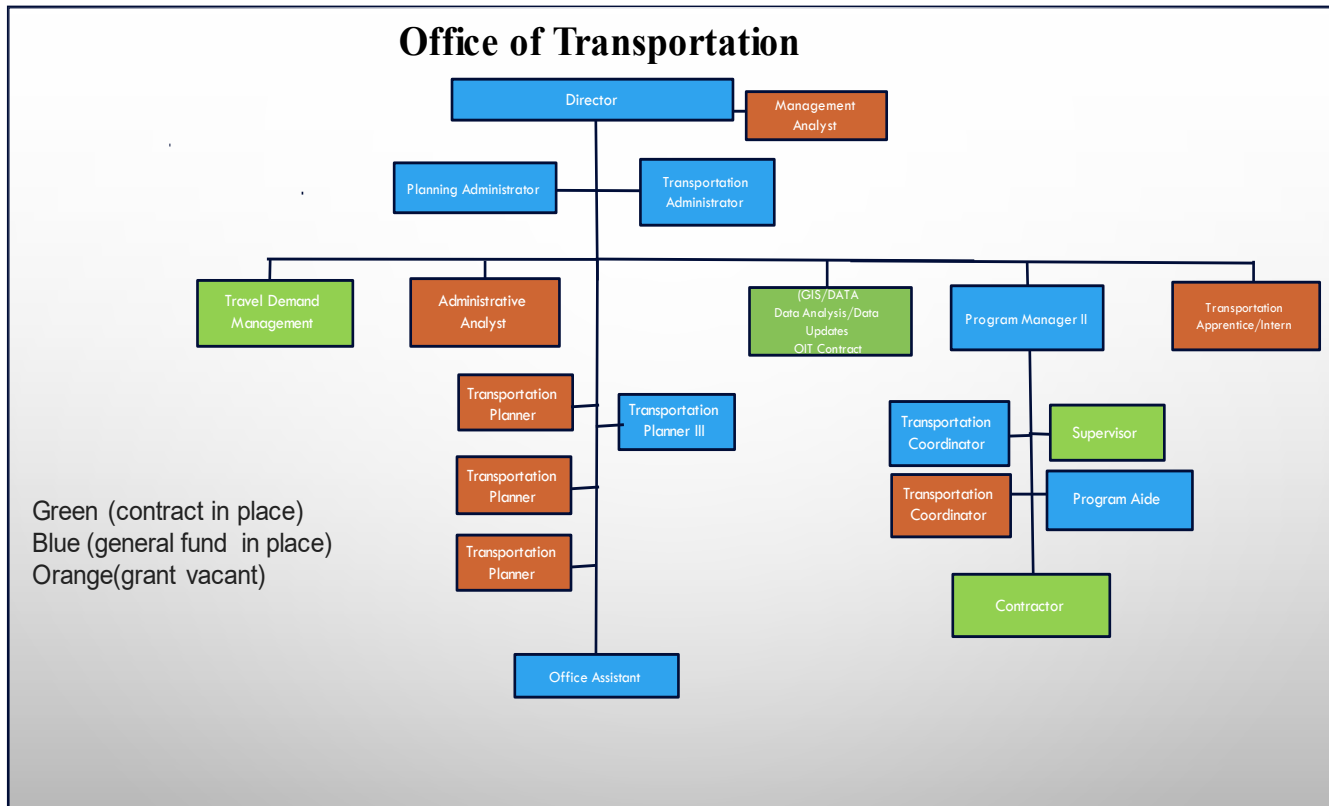 Office of Transportation
Director
Management
Analyst
Planning Administrator
Transportation
Administrator
Travel Demand
Management
Administrative
Analyst
(GIS/DATA
Data Analysis/Data
Updates
OIT Contract
Program Manager II
Transportation
Apprentice/Intern
Transportation
Planner
Transportation
Planner III
Transportation
Coordinator
Supervisor
Transportation
Planner
Transportation
Coordinator
Program Aide
Green (contract in place)
Blue (general fund in place)
Orange(grant vacant)
Transportation
Planner
Contractor
Office Assistant